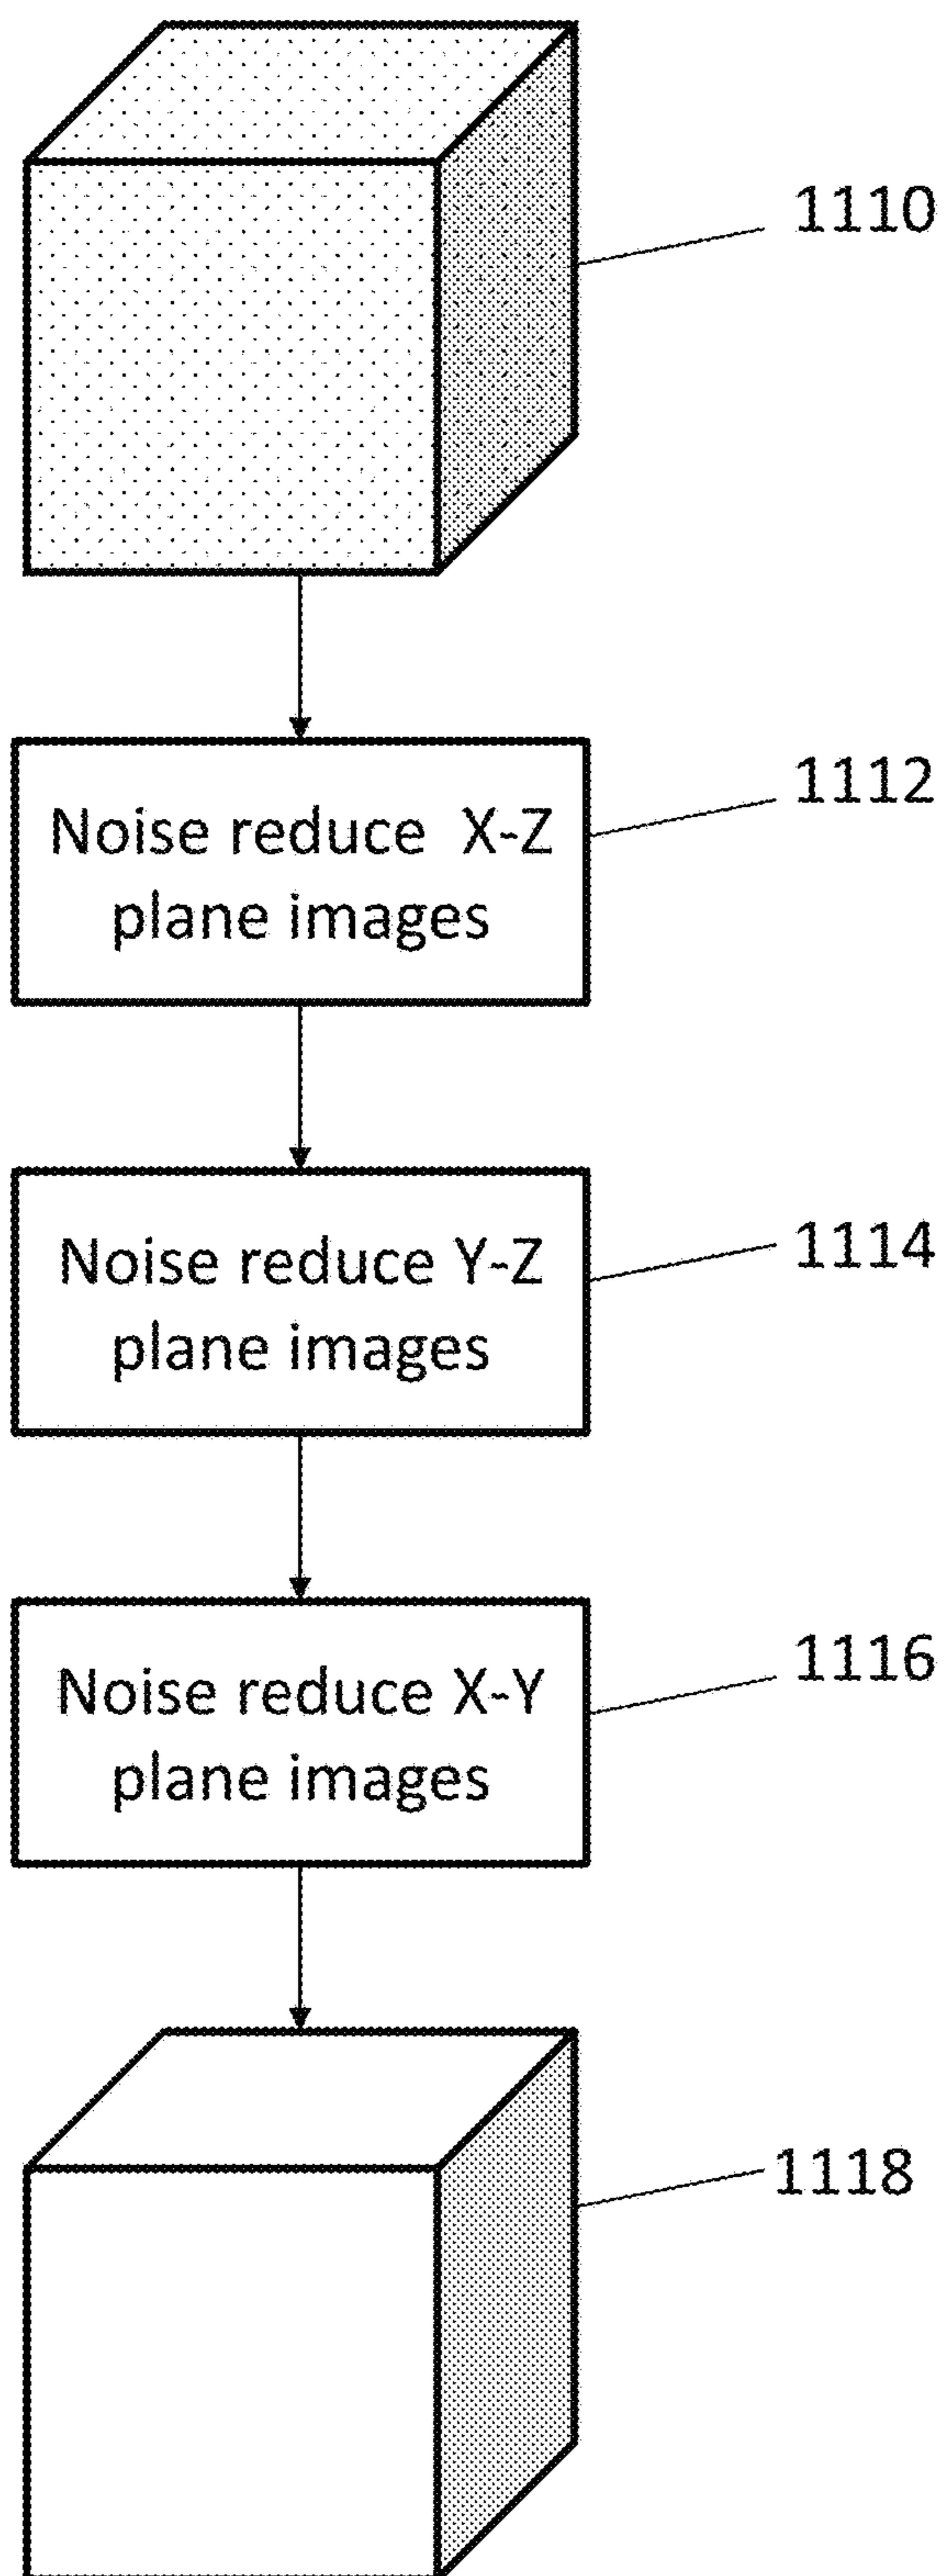 1110
1112
Noise reduce X-Z
plane images
1114
Noise reduce Y-Z
plane images
1116
Noise reduce X-Y
plane images
1118